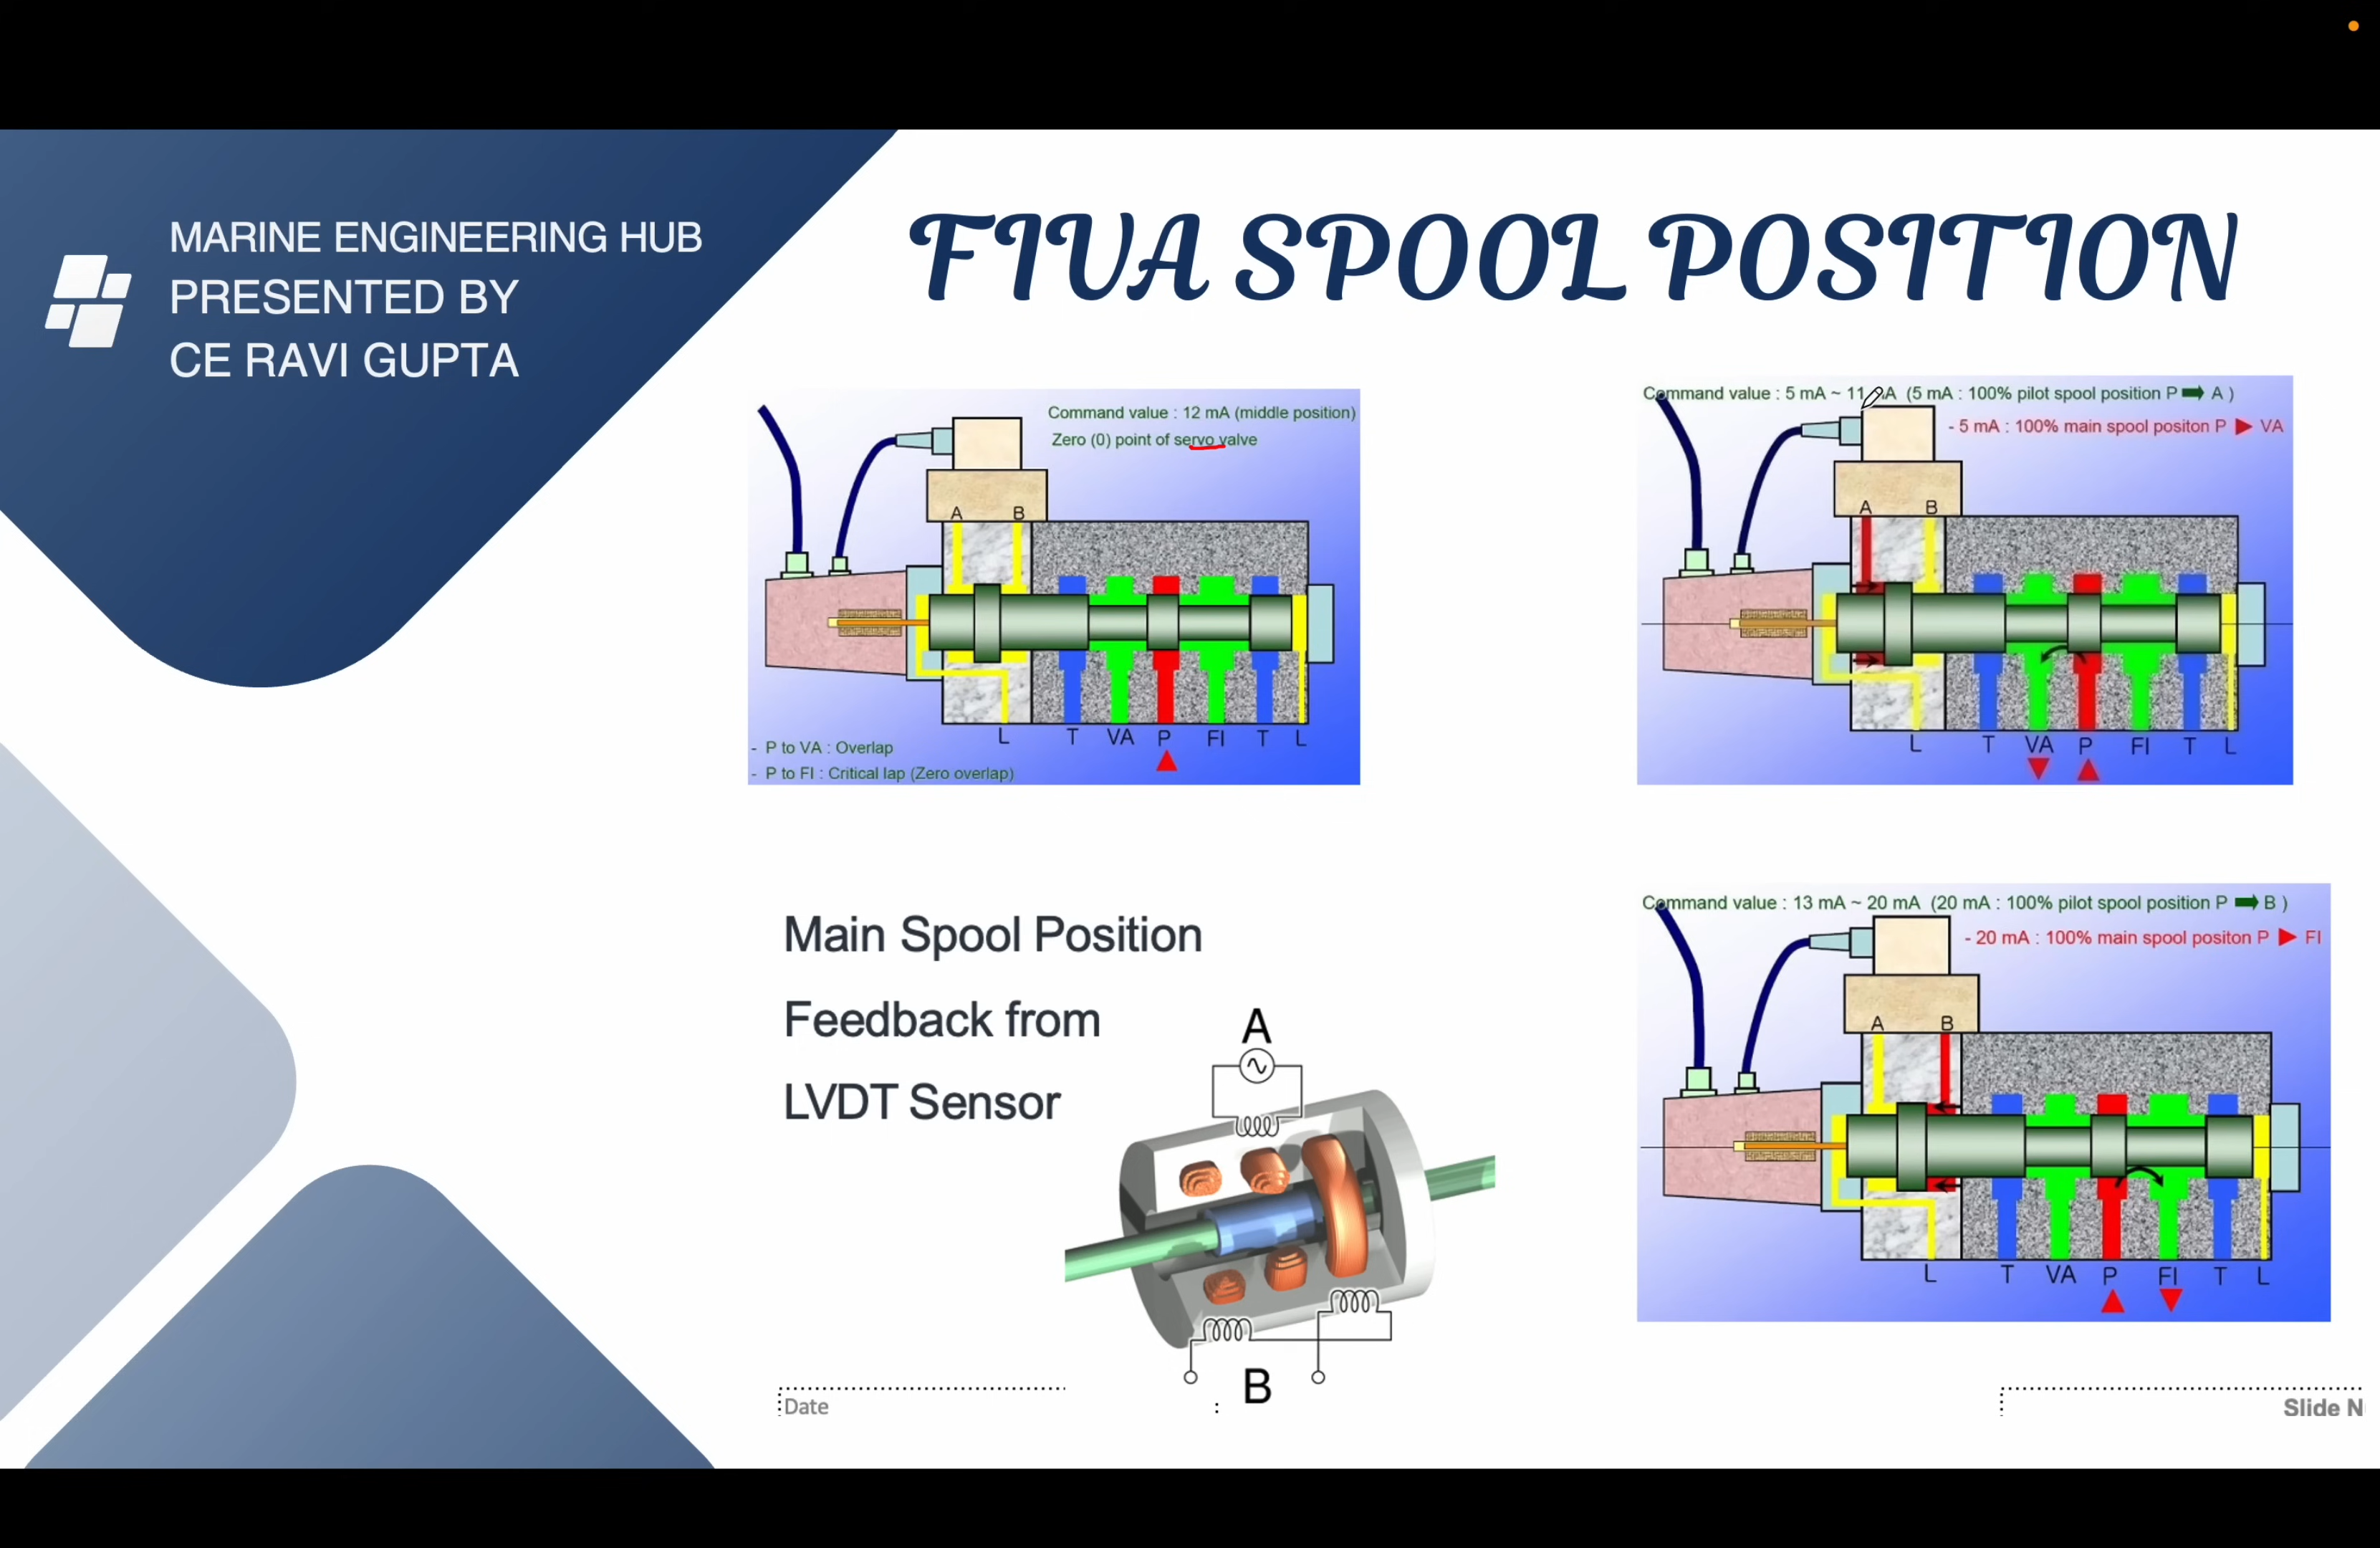 MARINE ENGINEERING HUB
PRESENTED BY
CE RAVI GUPTA
FIVA SPOOL POSITION
Command value : 12 mA (middle position)
Zero (0) point of servo valve
A B
L T VA P FI T L
- P to VA : Overlap
- P to FI : Critical lap (Zero overlap)
Command value : 5 mA ~ 11 mA (5 mA : 100% pilot spool position P ➡ A )
- 5 mA : 100% main spool positon P ▶ VA
A B
L T VA P FI T L
Main Spool Position
Feedback from
LVDT Sensor
A
B
Command value : 13 mA ~ 20 mA (20 mA : 100% pilot spool position P ➡ B )
- 20 mA : 100% main spool positon P ▶ FI
A B
L T VA P FI T L
Date
:
Slide N